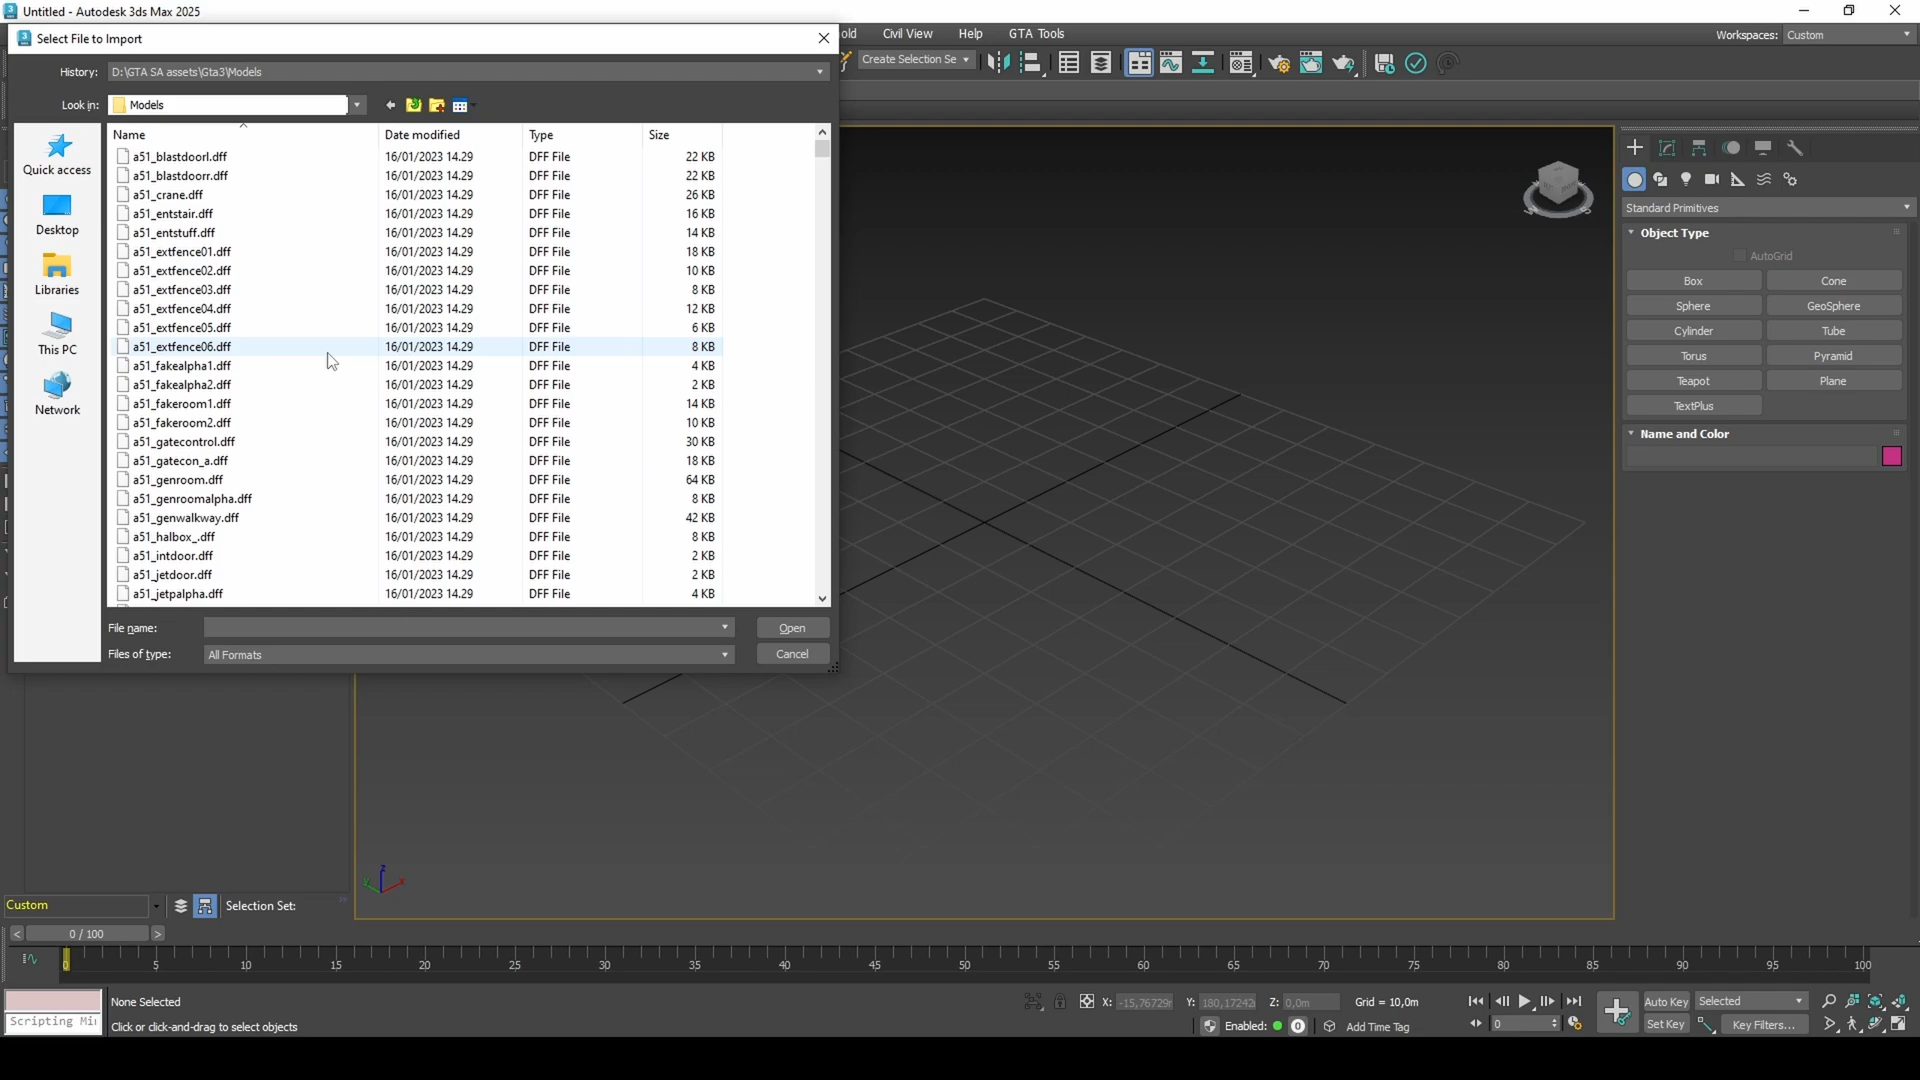 Untitled - Autodesk 3ds Max 2025
Select File to Import
old Civil View Help GTA Tools
Workspaces: Custom
History: D:\GTA SA assets\Gta3\Models
Create Selection Se
Look in: Models
Name Date modified Type Size
Quick access
Desktop
Libraries
This PC
Network
a51_blastdoorl.dff 16/01/2023 14.29 DFF File 22 KB
a51_blastdoorr.dff 16/01/2023 14.29 DFF File 22 KB
a51_crane.dff 16/01/2023 14.29 DFF File 26 KB
a51_entstair.dff 16/01/2023 14.29 DFF File 16 KB
a51_entstuff.dff 16/01/2023 14.29 DFF File 14 KB
a51_extfence01.dff 16/01/2023 14.29 DFF File 18 KB
a51_extfence02.dff 16/01/2023 14.29 DFF File 10 KB
a51_extfence03.dff 16/01/2023 14.29 DFF File 8 KB
a51_extfence04.dff 16/01/2023 14.29 DFF File 12 KB
a51_extfence05.dff 16/01/2023 14.29 DFF File 6 KB
a51_extfence06.dff 16/01/2023 14.29 DFF File 8 KB
a51_fakealpha1.dff 16/01/2023 14.29 DFF File 4 KB
a51_fakealpha2.dff 16/01/2023 14.29 DFF File 2 KB
a51_fakeroom1.dff 16/01/2023 14.29 DFF File 14 KB
a51_fakeroom2.dff 16/01/2023 14.29 DFF File 10 KB
a51_gatecontrol.dff 16/01/2023 14.29 DFF File 30 KB
a51_gatecon_a.dff 16/01/2023 14.29 DFF File 18 KB
a51_genroom.dff 16/01/2023 14.29 DFF File 64 KB
a51_genroomalpha.dff 16/01/2023 14.29 DFF File 8 KB
a51_genwalkway.dff 16/01/2023 14.29 DFF File 42 KB
a51_halbox_.dff 16/01/2023 14.29 DFF File 8 KB
a51_intdoor.dff 16/01/2023 14.29 DFF File 2 KB
a51_jetdoor.dff 16/01/2023 14.29 DFF File 2 KB
a51_jetpalpha.dff 16/01/2023 14.29 DFF File 4 KB
File name: Open
Files of type: All Formats Cancel
Standard Primitives
Object Type
AutoGrid
Box Cone
Sphere GeoSphere
Cylinder Tube
Torus Pyramid
Teapot Plane
TextPlus
Name and Color
z
x
Custom Selection Set:
< 0 / 100 >
0 5 10 15 20 25 30 35 40 45 50 55 60 65 70 75 80 85 90 95 100
None Selected X: -15,76729m Y: 180,17242m Z: 0,0m Grid = 10,0m Auto Key Selected
Scripting Mi Click or click-and-drag to select objects Enabled: 0 Add Time Tag 0 Set Key Key Filters...